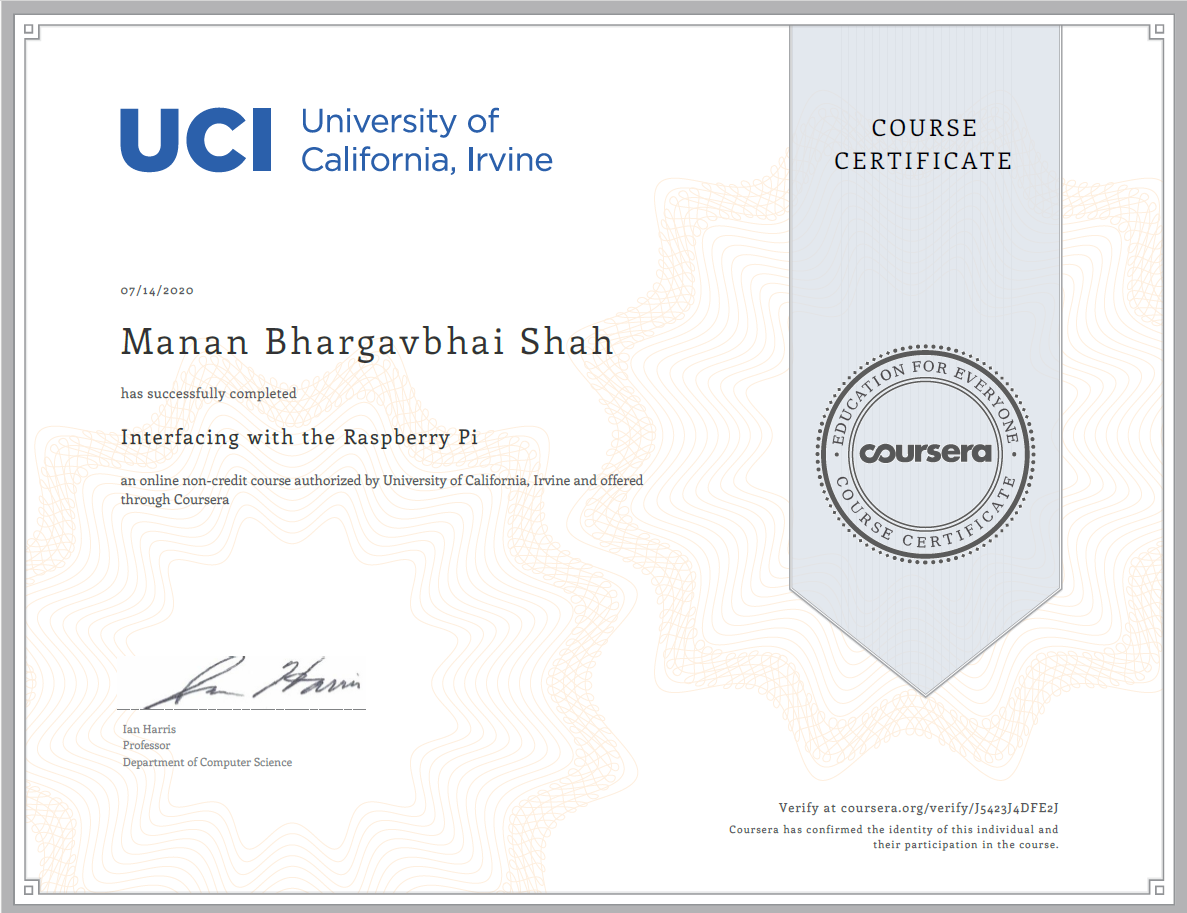 UCI
University of
California, Irvine
COURSE
CERTIFICATE
07/14/2020
Manan Bhargavbhai Shah
has successfully completed
Interfacing with the Raspberry Pi
an online non-credit course authorized by University of California, Irvine and offered
through Coursera
EDUCATION FOR EVERYONE
coursera
COURSE CERTIFICATE
Ian Harris
Ian Harris
Professor
Department of Computer Science
Verify at coursera.org/verify/J5423J4DFE2J
Coursera has confirmed the identity of this individual and
their participation in the course.